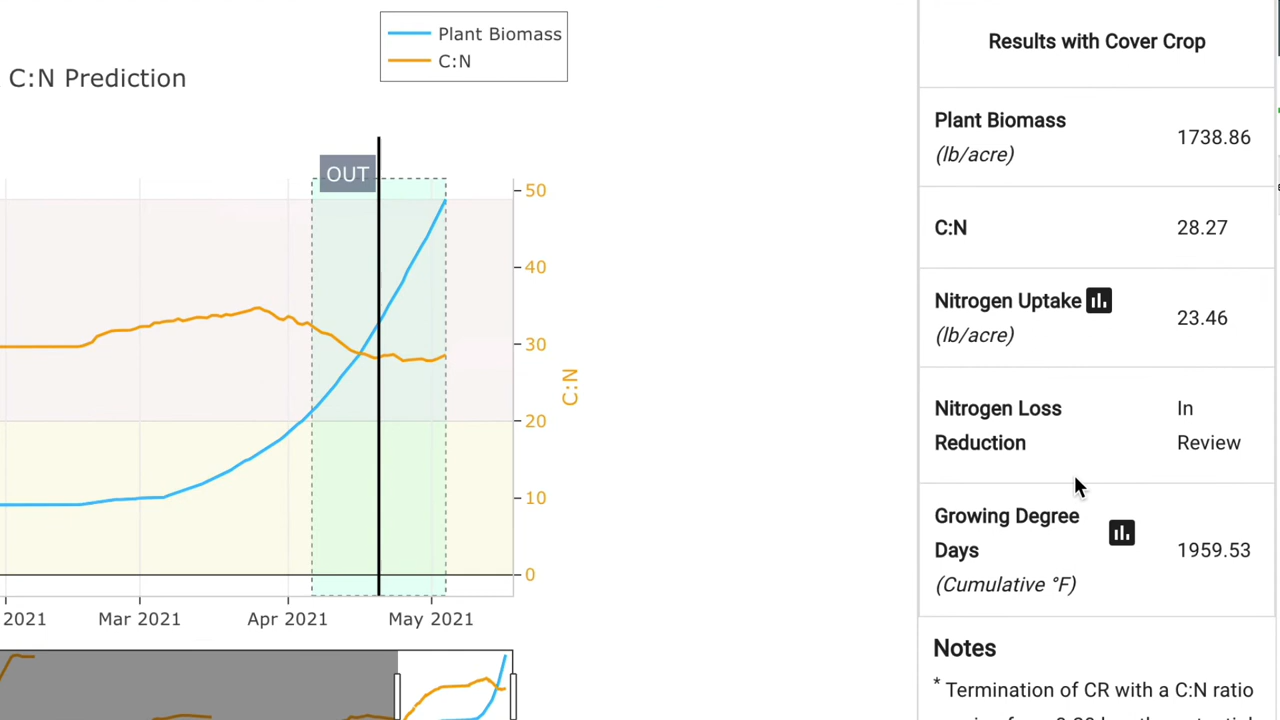 Plant Biomass
C:N
C:N Prediction
OUT
50
40
30
20
10
0
C:N
2021
Mar 2021
Apr 2021
May 2021
Results with Cover Crop
Plant Biomass
(lb/acre)
1738.86
C:N
28.27
Nitrogen Uptake
(lb/acre)
23.46
Nitrogen Loss
Reduction
In
Review
Growing Degree
Days
(Cumulative °F)
1959.53
Notes
* Termination of CR with a C:N ratio